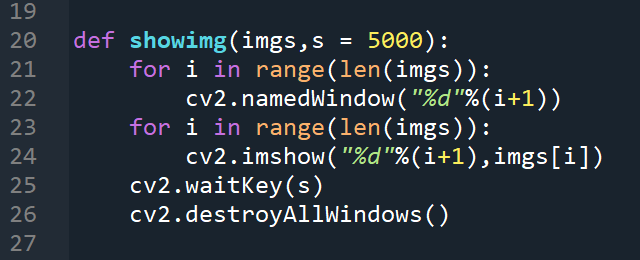 19
20 def showimg(imgs,s = 5000):
21     for i in range(len(imgs)):
22         cv2.namedWindow("%d"%(i+1))
23     for i in range(len(imgs)):
24         cv2.imshow("%d"%(i+1),imgs[i])
25     cv2.waitKey(s)
26     cv2.destroyAllWindows()
27